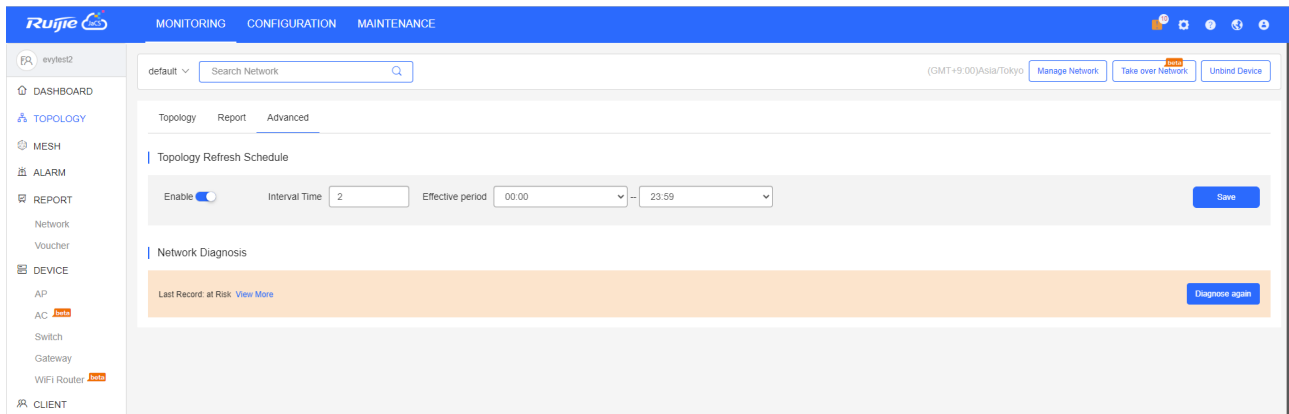 Ruijie JaCS MONITORING CONFIGURATION MAINTENANCE 10
evytest2
default Search Network (GMT+9:00)Asia/Tokyo Manage Network Take over Network beta Unbind Device
DASHBOARD
TOPOLOGY
MESH
ALARM
REPORT
Network
Voucher
DEVICE
AP
AC beta
Switch
Gateway
WiFi Router beta
CLIENT
Topology Report Advanced
Topology Refresh Schedule
Enable Interval Time 2 Effective period 00:00 -- 23:59 Save
Network Diagnosis
Last Record: at Risk View More Diagnose again